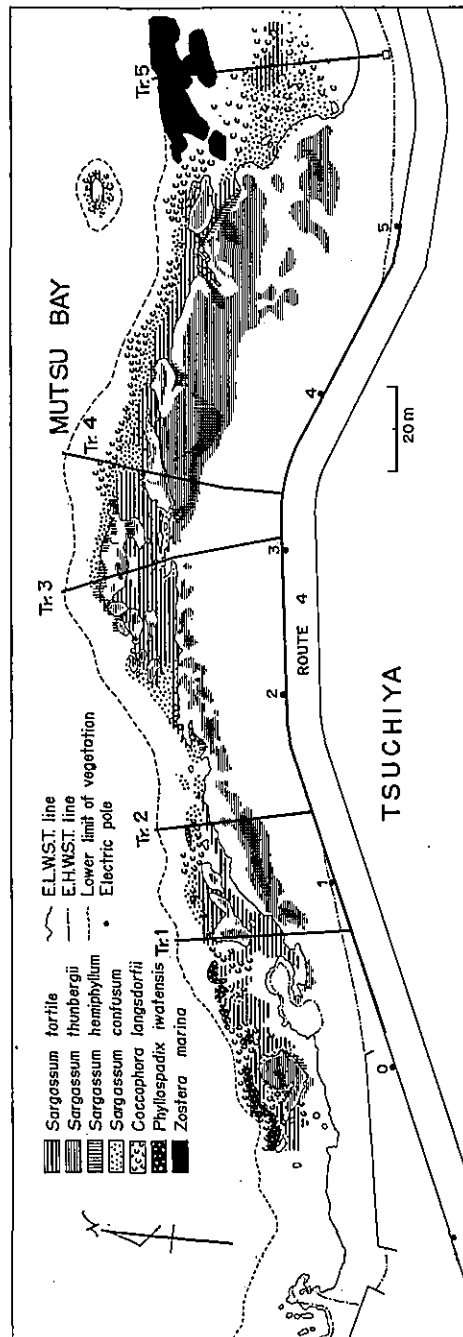 Sargassum tortile
Sargassum thunbergii
Sargassum hemiphyllum
Sargassum confusum
Coccophora langsdorfii
Phyllospadix iwatensis
Zostera marina
E.L.W.S.T. line
E.H.W.S.T. line
Lower limit of vegetation
Electric pole
N
MUTSU BAY
Tr. 1
Tr. 2
Tr. 3
Tr. 4
Tr. 5
0
1
2
3
4
5
ROUTE 4
20 m
TSUCHIYA